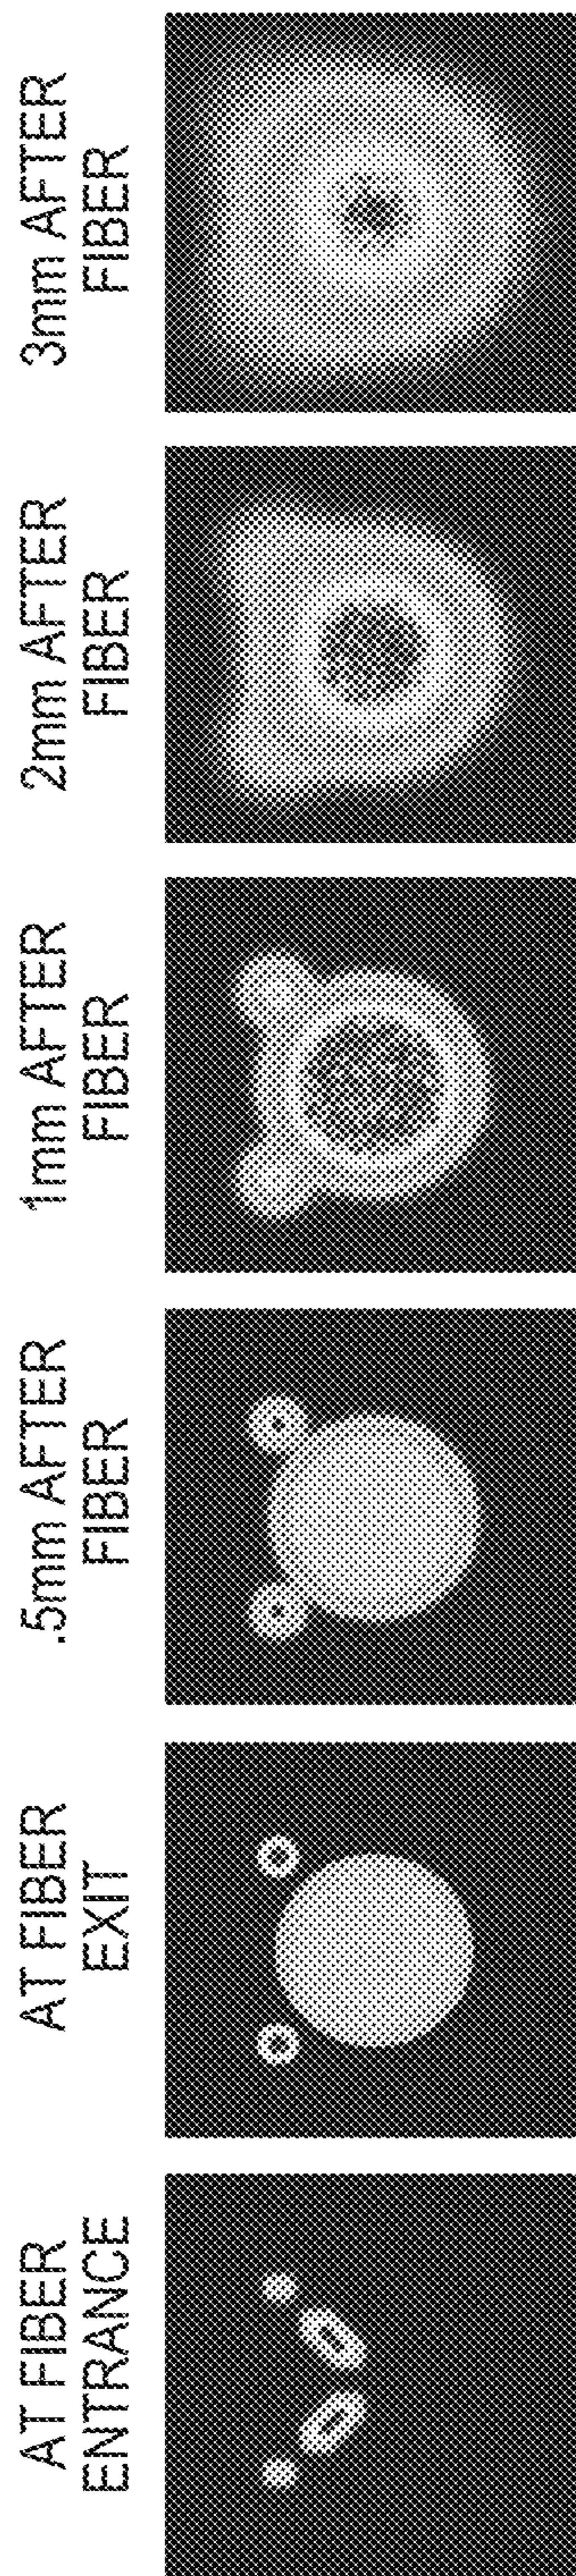 AT FIBER
ENTRANCE
AT FIBER
EXIT
.5mm AFTER
FIBER
1mm AFTER
FIBER
2mm AFTER
FIBER
3mm AFTER
FIBER